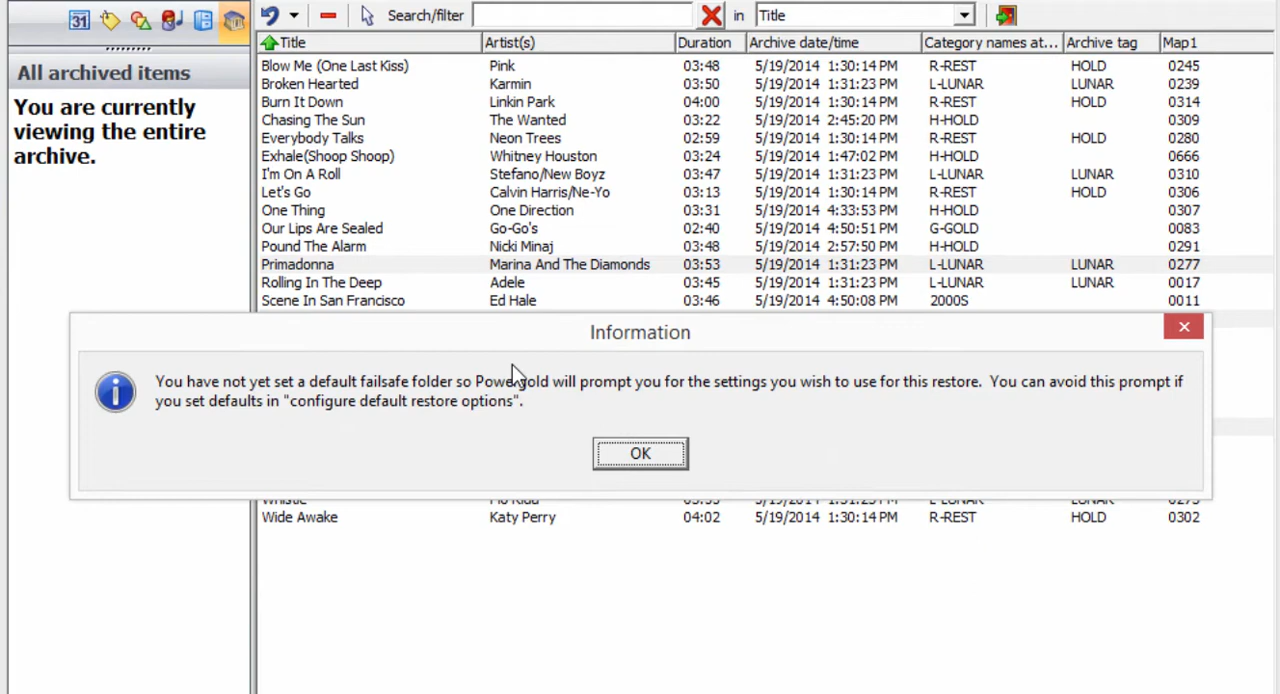 31 Search/filter in Title
Title Artist(s) Duration Archive date/time Category names at... Archive tag Map1
All archived items
You are currently
viewing the entire
archive.
Blow Me (One Last Kiss) Pink 03:48 5/19/2014 1:30:14 PM R-REST HOLD 0245
Broken Hearted Karmin 03:50 5/19/2014 1:31:23 PM L-LUNAR LUNAR 0239
Burn It Down Linkin Park 04:00 5/19/2014 1:30:14 PM R-REST HOLD 0314
Chasing The Sun The Wanted 03:22 5/19/2014 2:45:20 PM H-HOLD 0309
Everybody Talks Neon Trees 02:59 5/19/2014 1:30:14 PM R-REST HOLD 0280
Exhale(Shoop Shoop) Whitney Houston 03:24 5/19/2014 1:47:02 PM H-HOLD 0666
I'm On A Roll Stefano/New Boyz 03:47 5/19/2014 1:31:23 PM L-LUNAR LUNAR 0310
Let's Go Calvin Harris/Ne-Yo 03:13 5/19/2014 1:30:14 PM R-REST HOLD 0306
One Thing One Direction 03:31 5/19/2014 4:33:53 PM H-HOLD 0307
Our Lips Are Sealed Go-Go's 02:40 5/19/2014 4:50:51 PM G-GOLD 0083
Pound The Alarm Nicki Minaj 03:48 5/19/2014 2:57:50 PM H-HOLD 0291
Primadonna Marina And The Diamonds 03:53 5/19/2014 1:31:23 PM L-LUNAR LUNAR 0277
Rolling In The Deep Adele 03:45 5/19/2014 1:31:23 PM L-LUNAR LUNAR 0017
Scene In San Francisco Ed Hale 03:46 5/19/2014 4:50:08 PM 2000S 0011
Information
You have not yet set a default failsafe folder so Powergold will prompt you for the settings you wish to use for this restore. You can avoid this prompt if
you set defaults in "configure default restore options".
OK
Wide Awake Katy Perry 04:02 5/19/2014 1:30:14 PM R-REST HOLD 0302